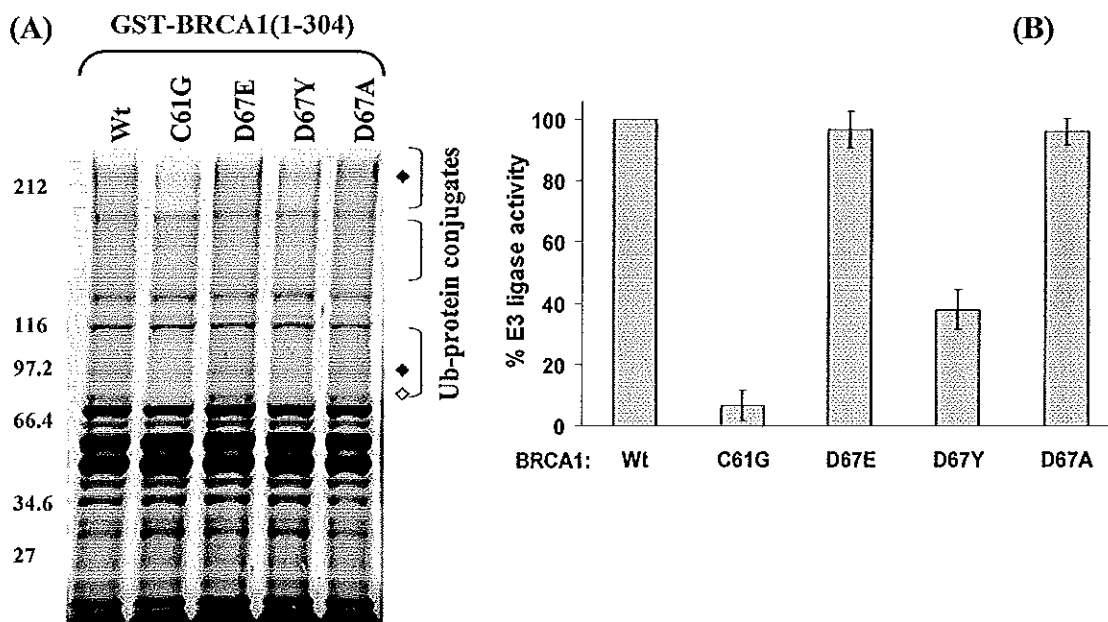 (A)
GST-BRCA1(1-304)
Wt
C61G
D67E
D67Y
D67A
212
116
97.2
66.4
34.6
27
Ub-protein conjugates
(B)
% E3 ligase activity
100
80
60
40
20
0
BRCA1: Wt C61G D67E D67Y D67A